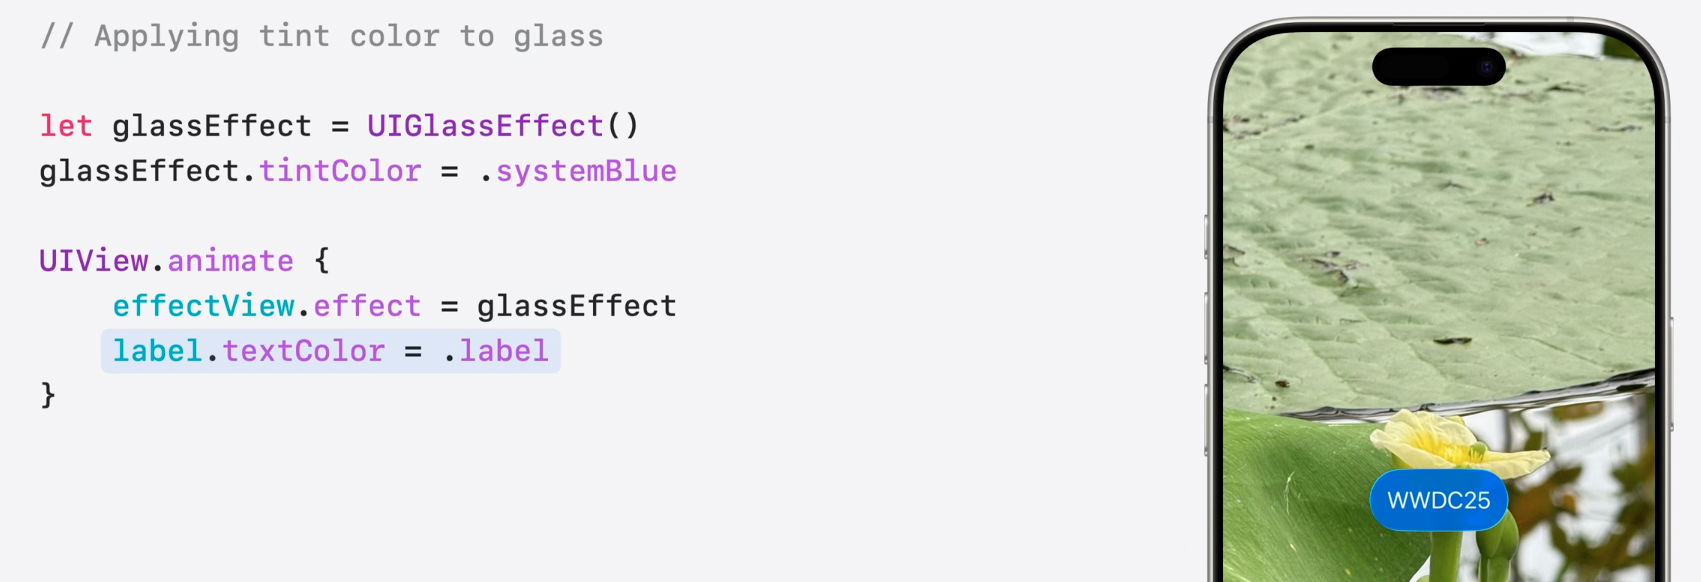 // Applying tint color to glass
let glassEffect = UIGlassEffect()
glassEffect.tintColor = .systemBlue
UIView.animate {
    effectView.effect = glassEffect
    label.textColor = .label
}
WWDC25